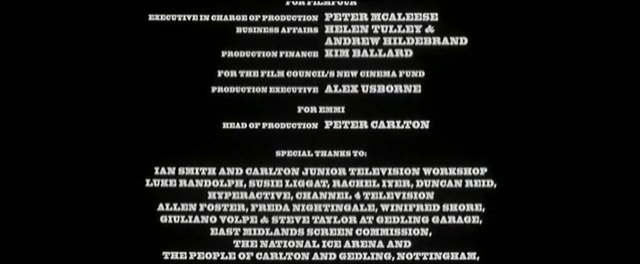 FOR FILMFOUR
EXECUTIVE IN CHARGE OF PRODUCTION PETER MCALEESE
BUSINESS AFFAIRS HELEN TULLEY &
ANDREW HILDEBRAND
PRODUCTION FINANCE KIM BALLARD
FOR THE FILM COUNCIL/S NEW CINEMA FUND
PRODUCTION EXECUTIVE ALEX USBORNE
FOR EMMI
HEAD OF PRODUCTION PETER CARLTON
SPECIAL THANKS TO:
IAN SMITH AND CARLTON JUNIOR TELEVISION WORKSHOP
LUKE RANDOLPH, SUSIE LIGGAT, RACHEL IYER, DUNCAN REID,
HYPERACTIVE, CHANNEL 4 TELEVISION
ALLEN FOSTER, FREDA NIGHTINGALE, WINIFRED SHORE,
GIULIANO VOLPE & STEVE TAYLOR AT GEDLING GARAGE,
EAST MIDLANDS SCREEN COMMISSION,
THE NATIONAL ICE ARENA AND
THE PEOPLE OF CARLTON AND GEDLING, NOTTINGHAM,